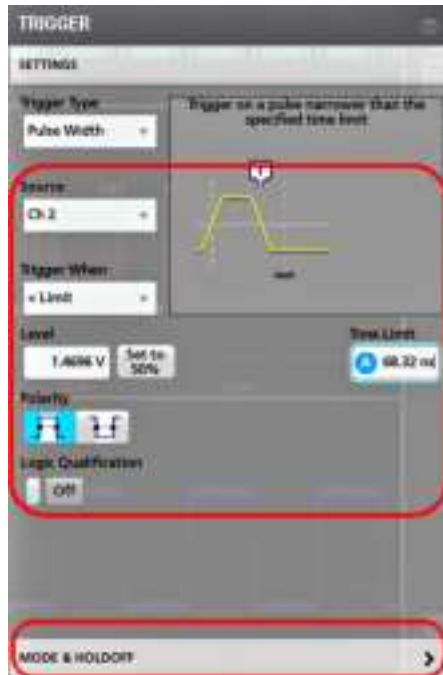 TRIGGER
SETTINGS
Trigger Type
Pulse Width
Trigger on a pulse narrower than the
specified time limit
Source
Ch 2
Trigger When
< Limit
Level
1.4696 V
Set to
50%
Time Limit
A 68.32 ns
Polarity
Logic Qualification
Off
MODE & HOLDOFF